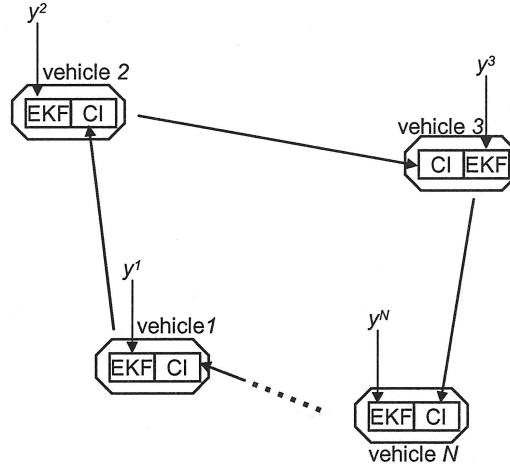 y²
vehicle 2
EKF CI
y³
vehicle 3
CI EKF
y¹
vehicle1
EKF CI
yᴺ
EKF CI
vehicle N